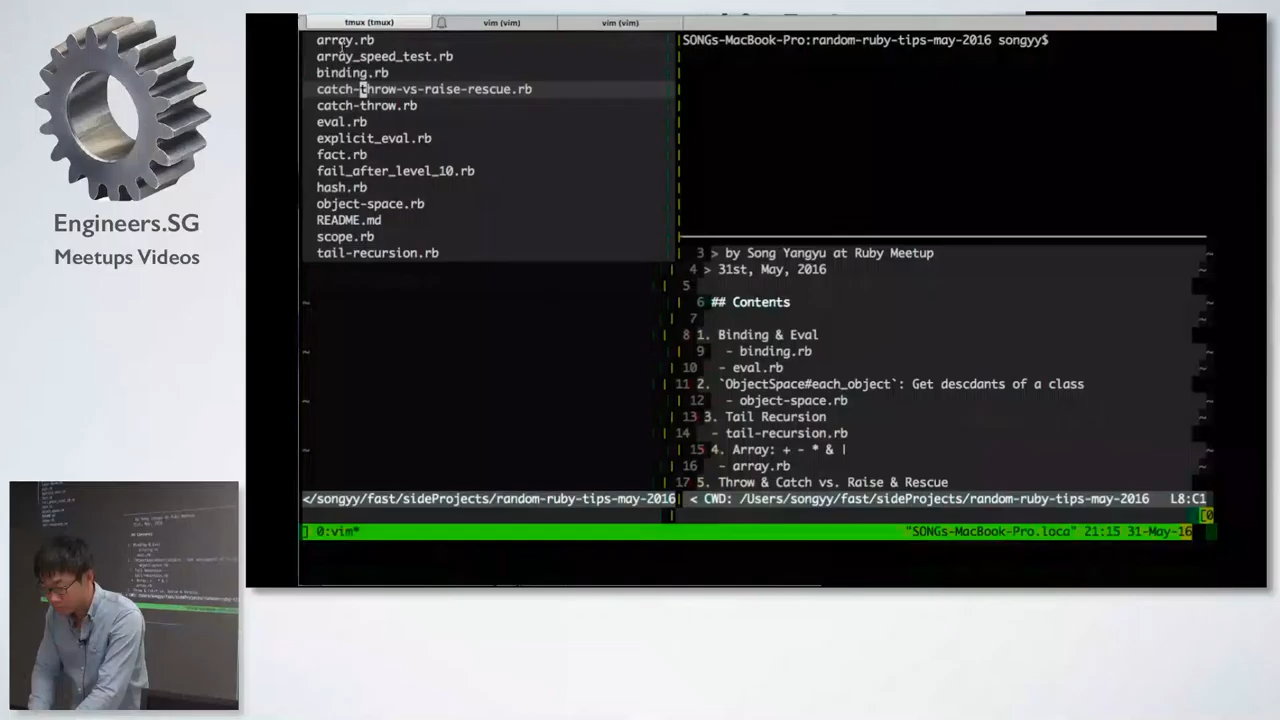 tmux (tmux)
vim (vim)
vim (vim)
array.rb
array_speed_test.rb
binding.rb
catch-throw-vs-raise-rescue.rb
catch-throw.rb
eval.rb
explicit_eval.rb
fact.rb
fail_after_level_10.rb
hash.rb
object-space.rb
README.md
scope.rb
tail-recursion.rb
</songyy/fast/sideProjects/random-ruby-tips-may-2016
SONGs-MacBook-Pro:random-ruby-tips-may-2016 songyy$
3 > by Song Yangyu at Ruby Meetup
4 > 31st, May, 2016
5
6 ## Contents
7
8 1. Binding & Eval
9 - binding.rb
10 - eval.rb
11 2. `ObjectSpace#each_object`: Get descdants of a class
12 - object-space.rb
13 3. Tail Recursion
14 - tail-recursion.rb
15 4. Array: + - * & |
16 - array.rb
17 5. Throw & Catch vs. Raise & Rescue
< CWD: /sers/songyy/fast/sideProjects/random-ruby-tips-may-2016 L8:C1
[0
] 0:vim* "SONGs-MacBook-Pro.loca" 21:15 31-May-16
Engineers.SG
Meetups Videos